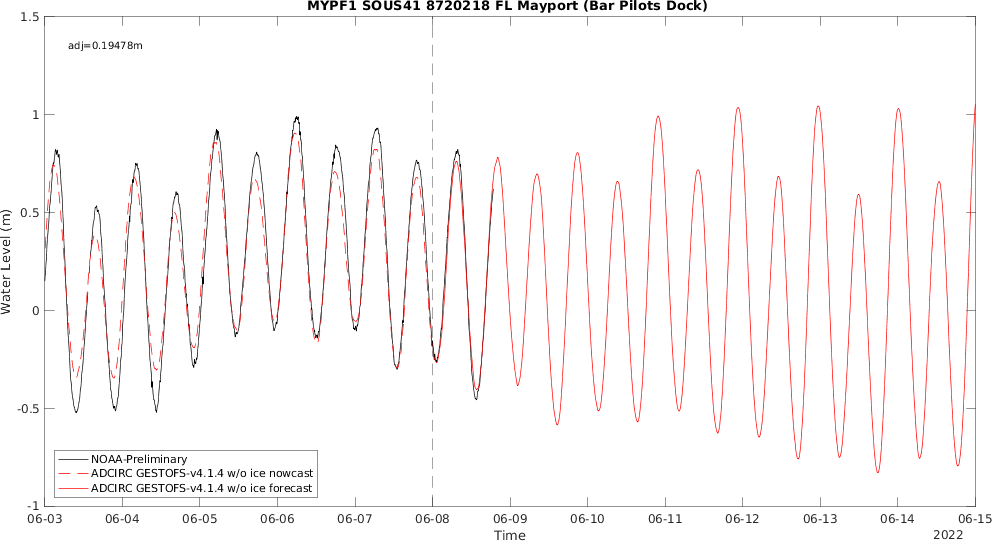 MYPF1 SOUS41 8720218 FL Mayport (Bar Pilots Dock)
adj=0.19478m
1.5
1
0.5
0
-0.5
-1
Water Level (m)
NOAA-Preliminary
ADCIRC GESTOFS-v4.1.4 w/o ice nowcast
ADCIRC GESTOFS-v4.1.4 w/o ice forecast
06-03 06-04 06-05 06-06 06-07 06-08 06-09 06-10 06-11 06-12 06-13 06-14 06-15
Time
2022